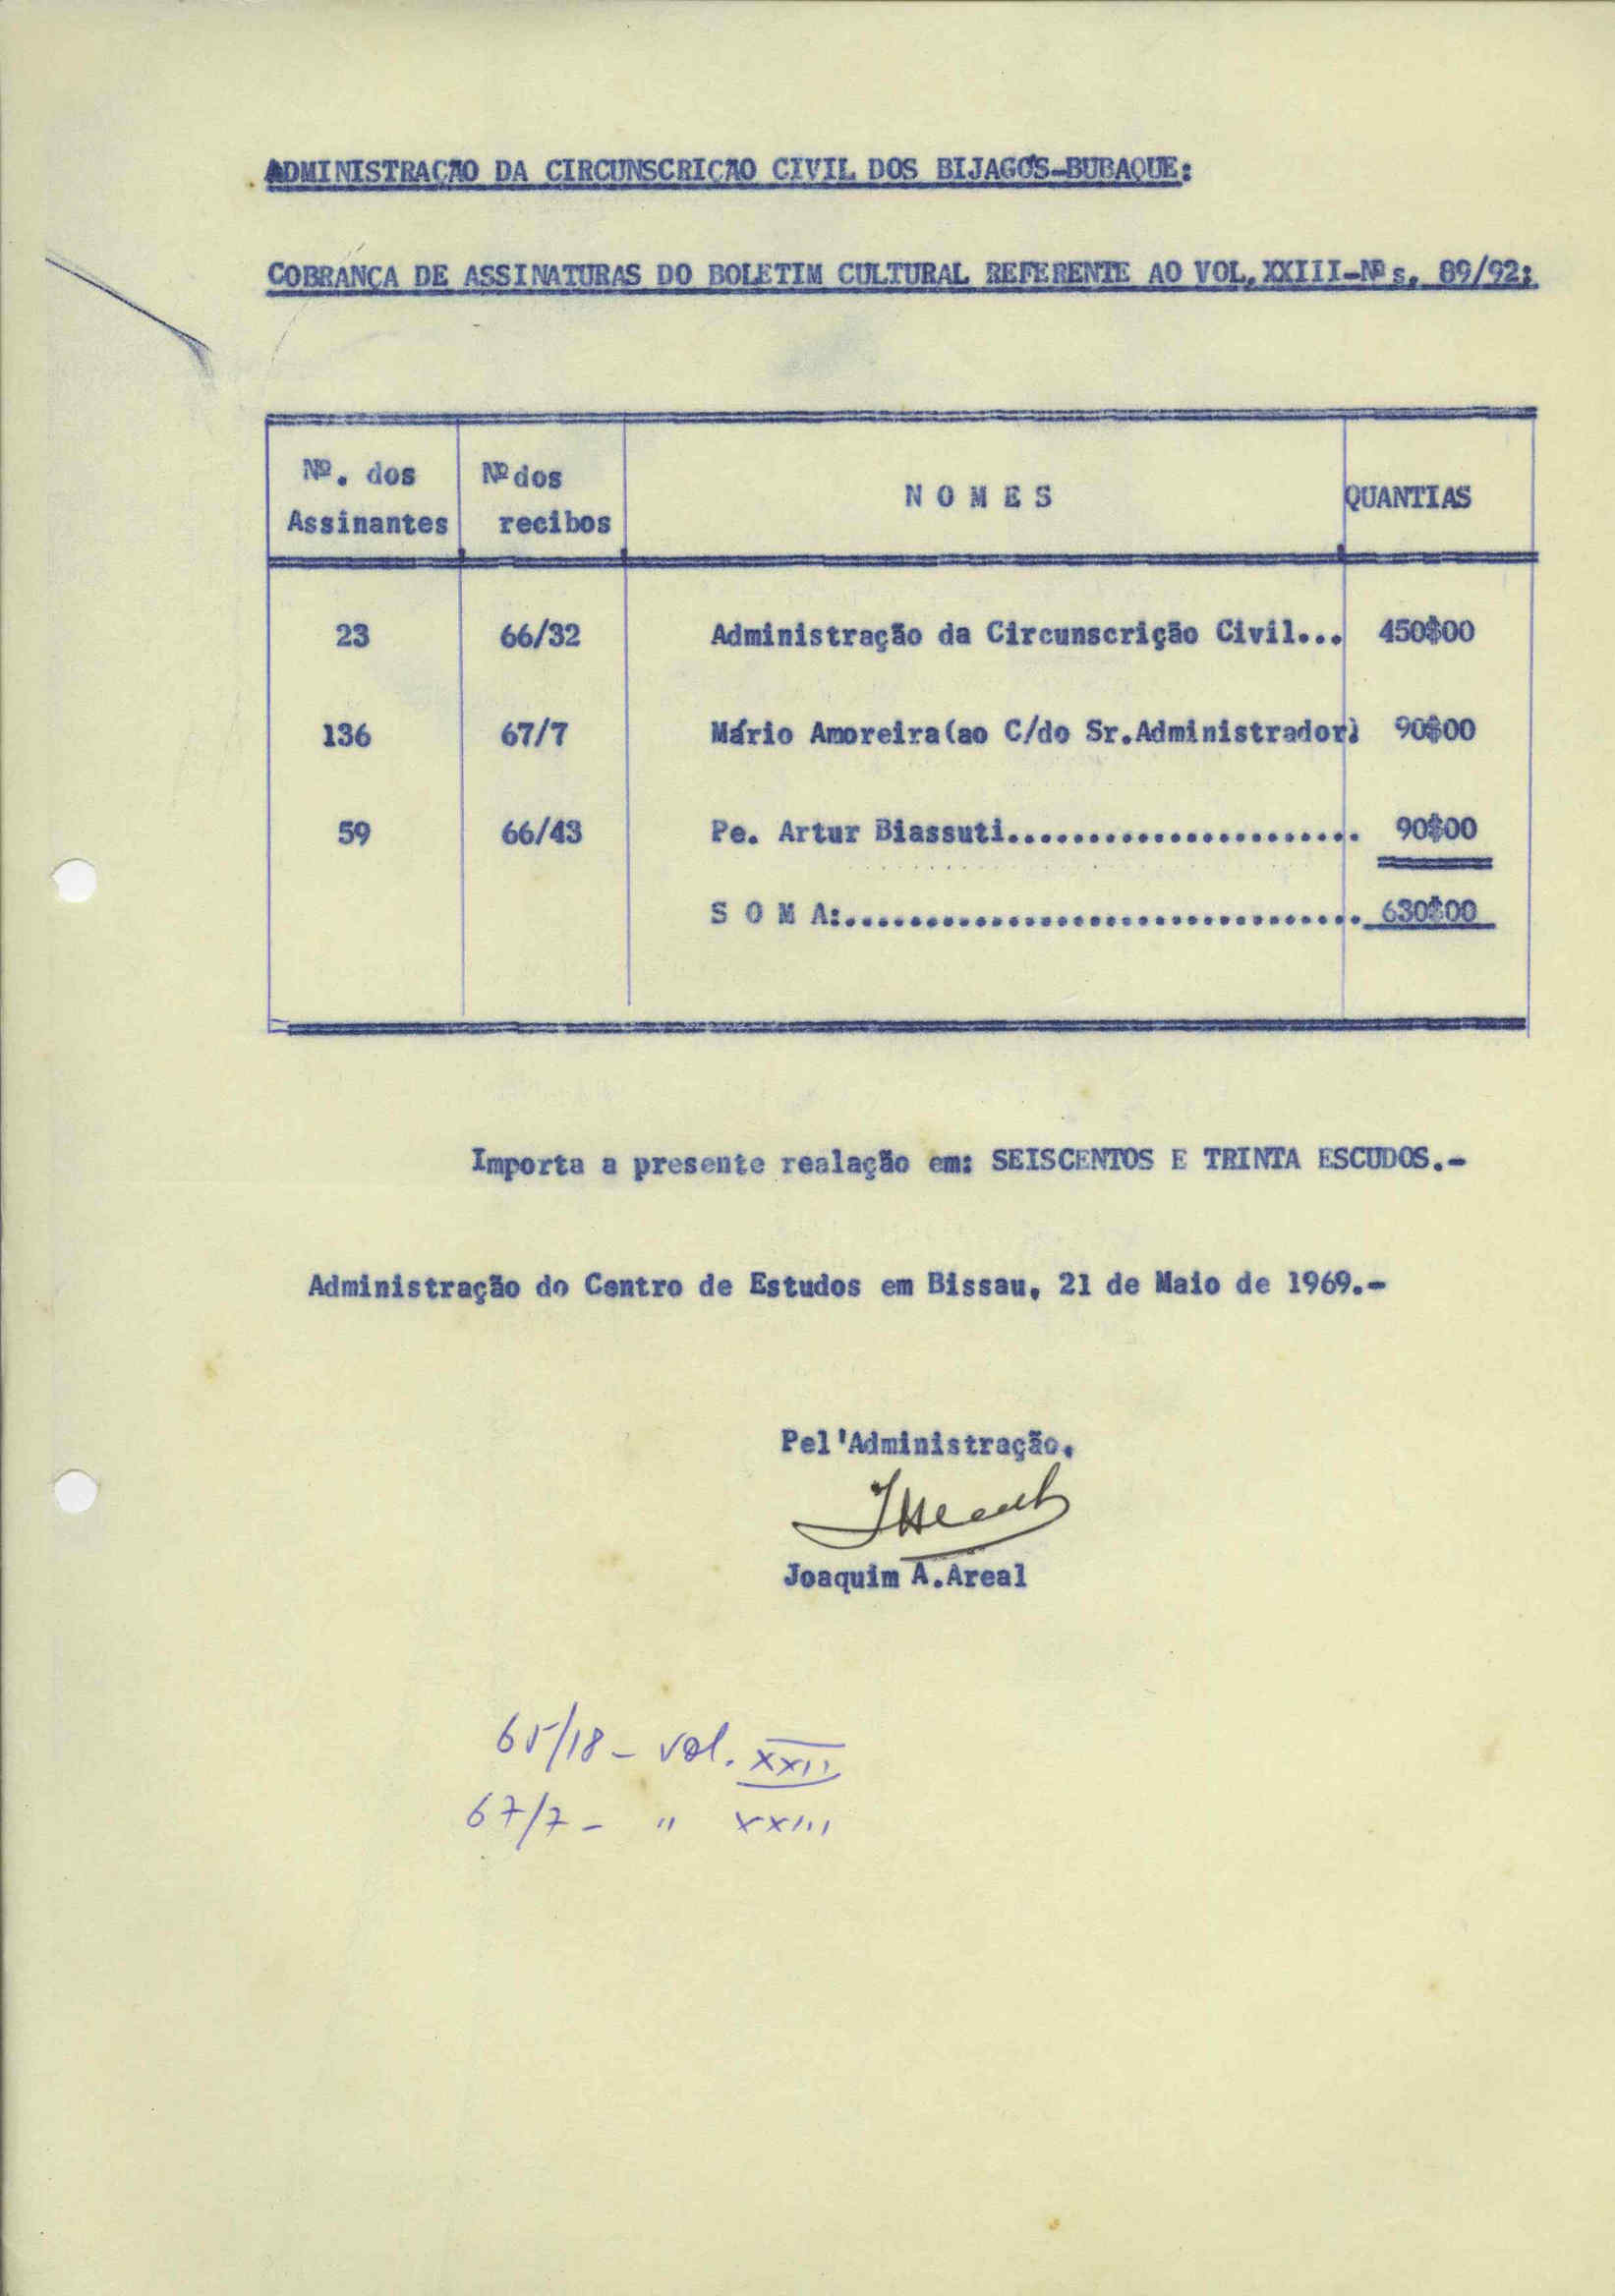 ADMINISTRAÇÃO DA CIRCUNSCRIÇÃO CIVIL DOS BIJAGÓS-BUBAQUE:
COBRANÇA DE ASSINATURAS DO BOLETIM CULTURAL REFERENTE AO VOL.XXIII-Nº s. 89/92:
Nº. dos Assinantes Nº dos recibos N O M E S QUANTIAS
23 66/32 Administração da Circunscrição Civil... 450$00
136 67/7 Mário Amoreira(ao C/do Sr.Administrador) 90$00
59 66/43 Pe. Artur Biassuti...................... 90$00
S O M A:................................ 630$00
Importa a presente realação em: SEISCENTOS E TRINTA ESCUDOS.-
Administração do Centro de Estudos em Bissau, 21 de Maio de 1969.-
Pel'Administração,
Joaquim A.Areal
65/18 - vol. XXII
67/7 - " XXIII